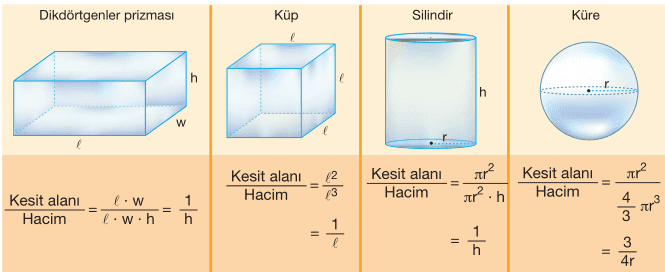 Dikdörtgenler prizması
h
w
ℓ
Kesit alanı / Hacim = ℓ · w / ℓ · w · h = 1 / h
Küp
ℓ
ℓ
ℓ
Kesit alanı / Hacim = ℓ² / ℓ³
= 1 / ℓ
Silindir
h
r
Kesit alanı / Hacim = πr² / πr² · h
= 1 / h
Küre
r
Kesit alanı / Hacim = πr² / 4/3 πr³
= 3 / 4r